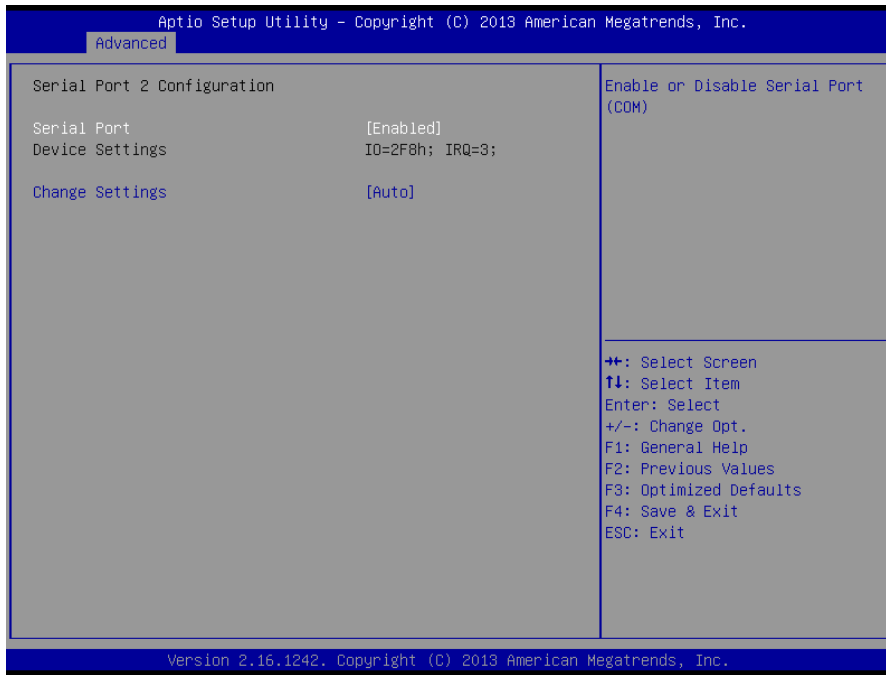 Aptio Setup Utility – Copyright (C) 2013 American Megatrends, Inc.
Advanced
Serial Port 2 Configuration
Serial Port [Enabled]
Device Settings IO=2F8h; IRQ=3;
Change Settings [Auto]
Enable or Disable Serial Port
(COM)
→←: Select Screen
↑↓: Select Item
Enter: Select
+/-: Change Opt.
F1: General Help
F2: Previous Values
F3: Optimized Defaults
F4: Save & Exit
ESC: Exit
Version 2.16.1242. Copyright (C) 2013 American Megatrends, Inc.